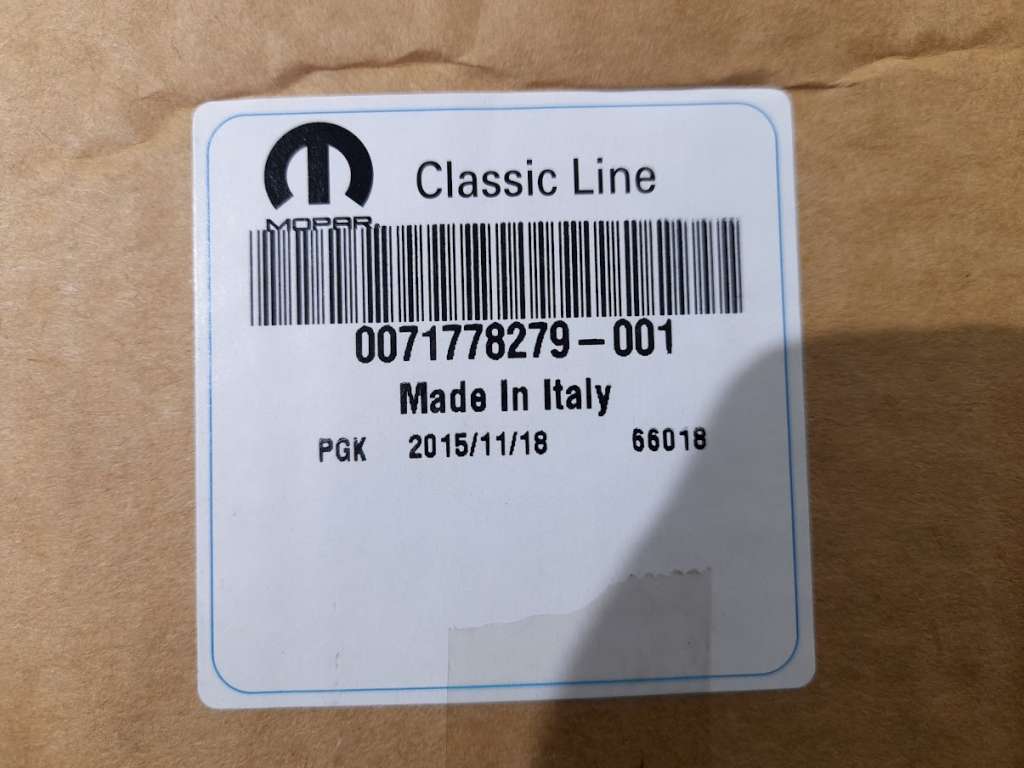 Classic Line
MOPAR
0071778279-001
Made In Italy
PGK 2015/11/18 66018